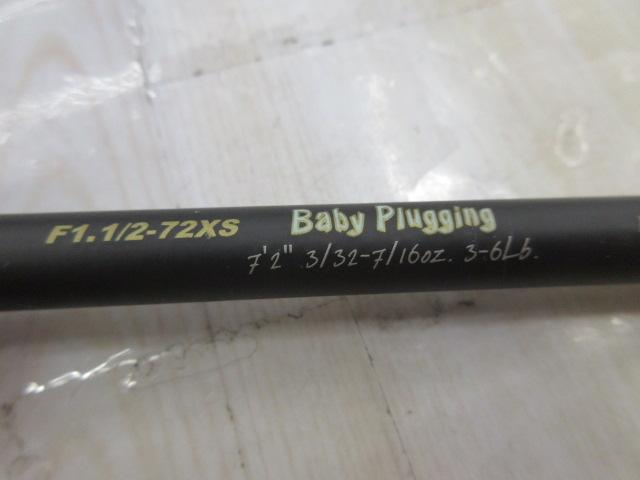 F1.1/2-72XS Baby Plugging
7'2" 3/32-7/16oz. 3-6Lb.